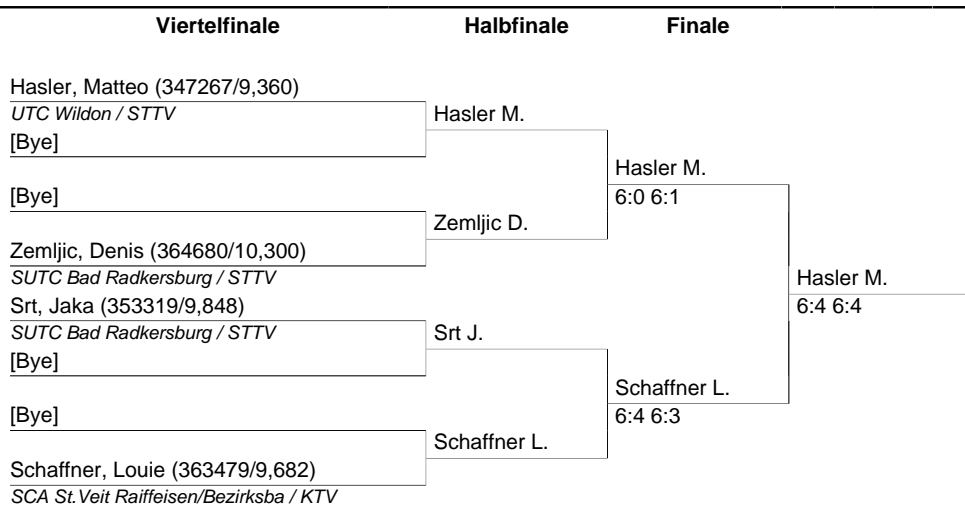 Viertelfinale Halbfinale Finale
Hasler, Matteo (347267/9,360)
UTC Wildon / STTV
Hasler M.
[Bye]
Hasler M.
[Bye]
6:0 6:1
Zemljic D.
Zemljic, Denis (364680/10,300)
SUTC Bad Radkersburg / STTV
Hasler M.
Srt, Jaka (353319/9,848)
6:4 6:4
SUTC Bad Radkersburg / STTV
Srt J.
[Bye]
Schaffner L.
[Bye]
6:4 6:3
Schaffner L.
Schaffner, Louie (363479/9,682)
SCA St.Veit Raiffeisen/Bezirksba / KTV